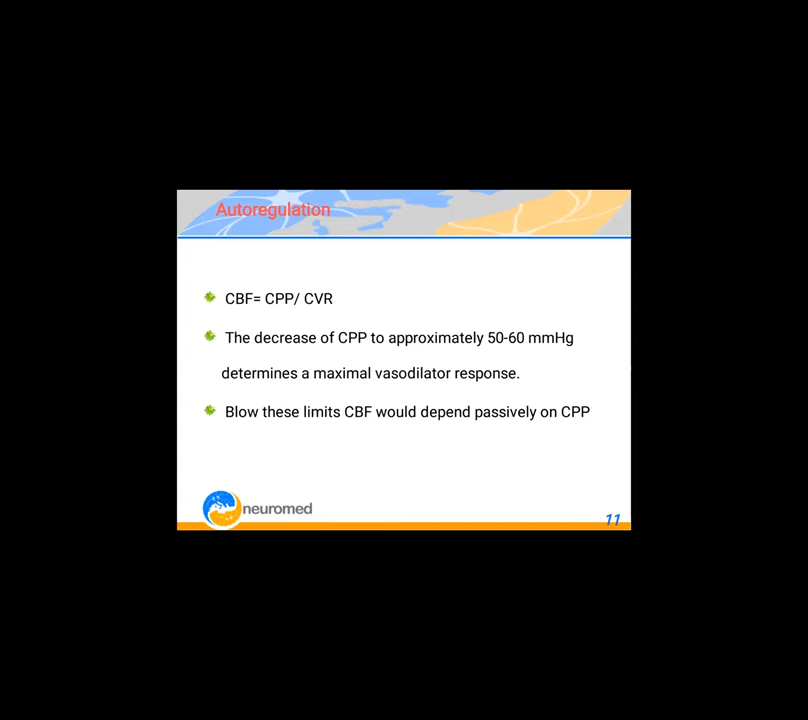 Autoregulation
CBF= CPP/ CVR
The decrease of CPP to approximately 50-60 mmHg
determines a maximal vasodilator response.
Blow these limits CBF would depend passively on CPP
neuromed
11